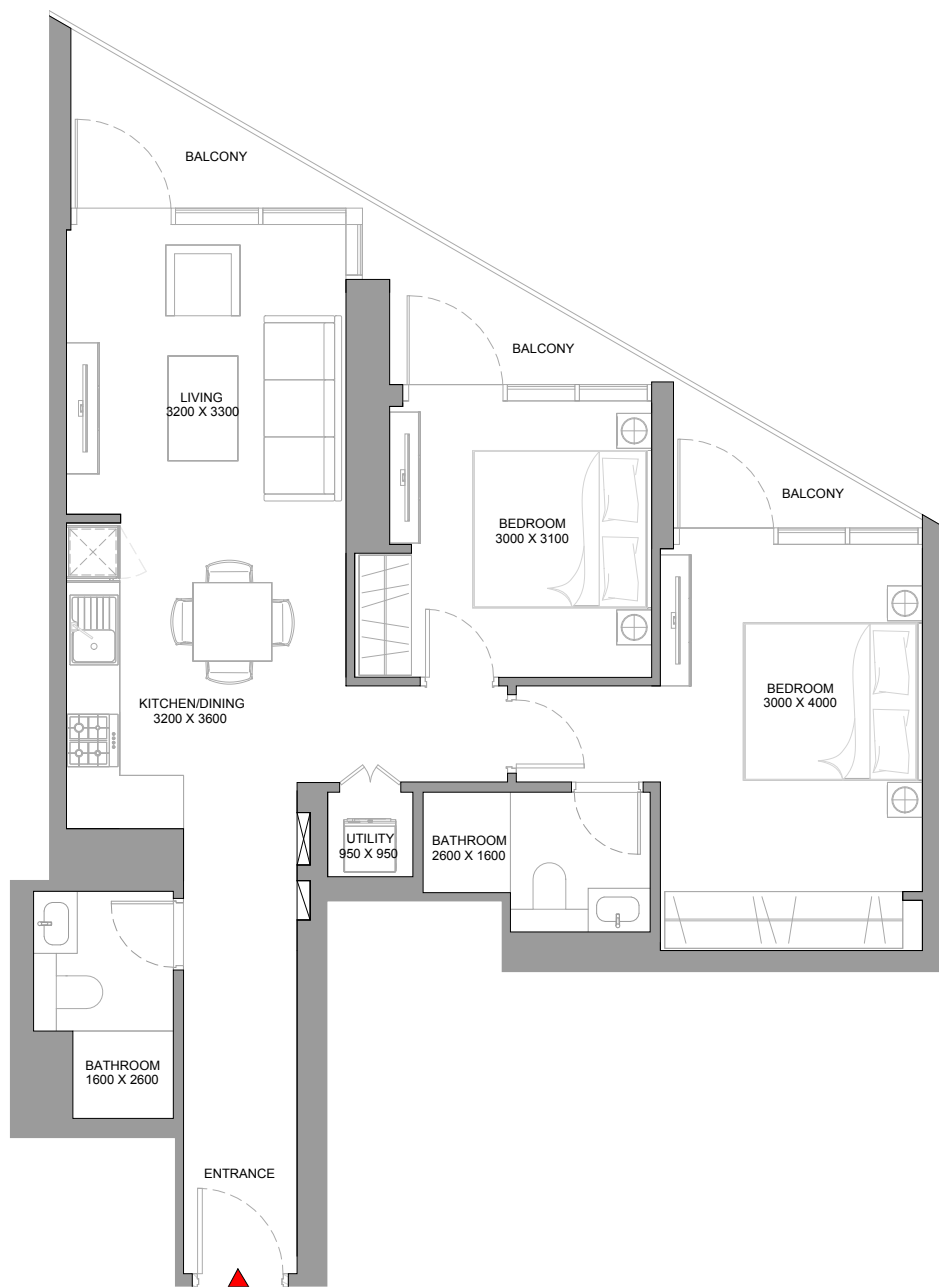 BALCONY
BALCONY
LIVING
3200 X 3300
BALCONY
BEDROOM
3000 X 3100
BEDROOM
3000 X 4000
KITCHEN/DINING
3200 X 3600
UTILITY
950 X 950
BATHROOM
2600 X 1600
BATHROOM
1600 X 2600
ENTRANCE